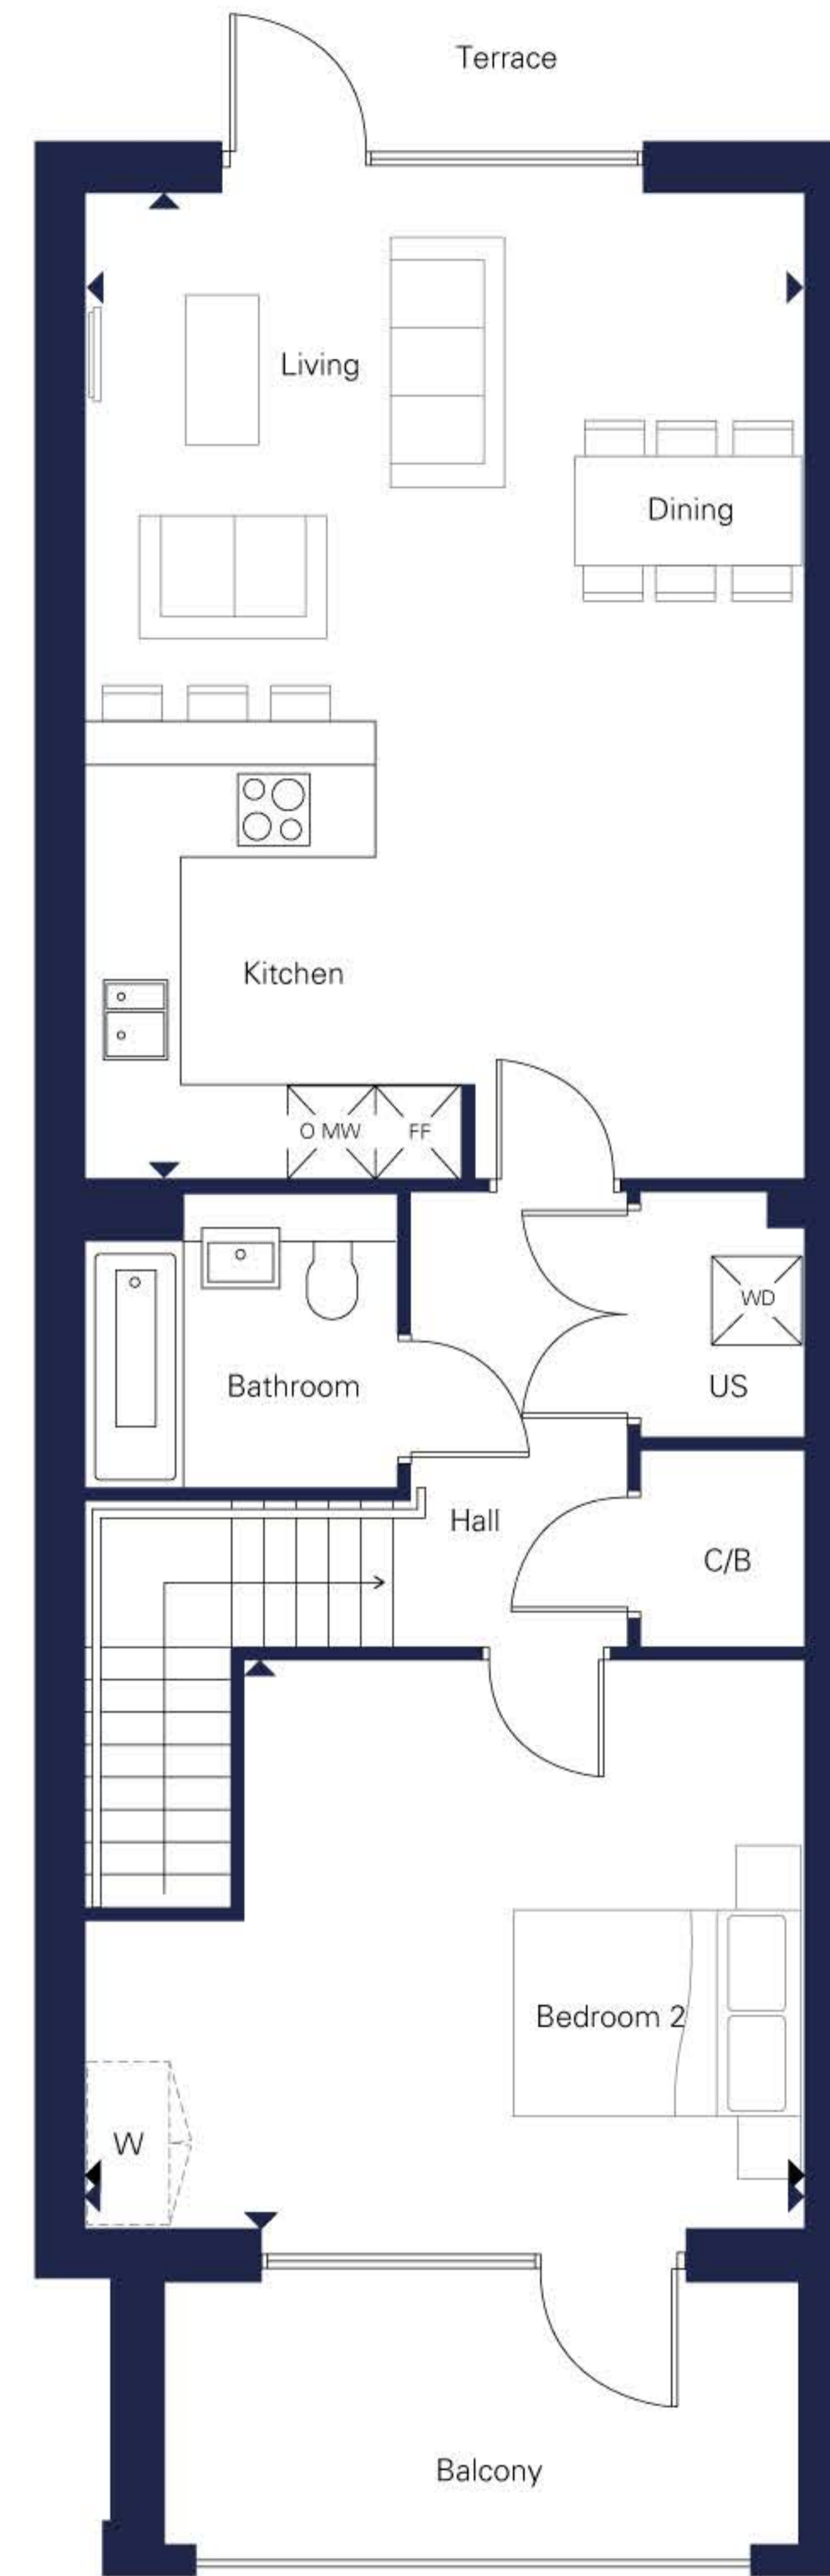 Terrace
Living
Dining
Kitchen
O MW
FF
WD
US
Bathroom
Hall
C/B
Bedroom 2
W
Balcony